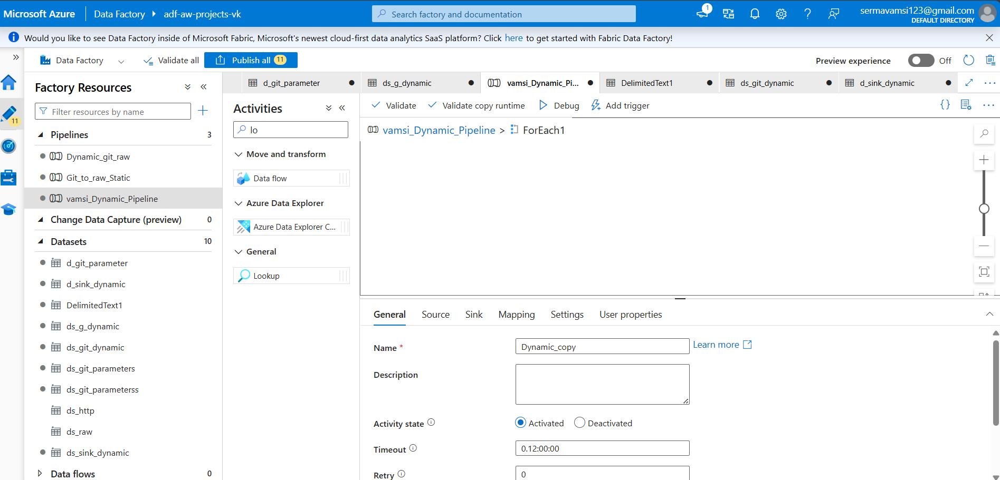 Microsoft Azure
Data Factory
adf-aw-projects-vk
Search factory and documentation
1
sermavamsi123@gmail.com
DEFAULT DIRECTORY
Would you like to see Data Factory inside of Microsoft Fabric, Microsoft's newest cloud-first data analytics SaaS platform? Click here to get started with Fabric Data Factory!
Data Factory
Validate all
Publish all 11
Preview experience
Off
11
Factory Resources
Filter resources by name
Pipelines 3
Dynamic_git_raw
Git_to_raw_Static
vamsi_Dynamic_Pipeline
Change Data Capture (preview) 0
Datasets 10
d_git_parameter
d_sink_dynamic
DelimitedText1
ds_g_dynamic
ds_git_dynamic
ds_git_parameters
ds_git_parameterss
ds_http
ds_raw
ds_sink_dynamic
Data flows 0
d_git_parameter
ds_g_dynamic
vamsi_Dynamic_Pi...
DelimitedText1
ds_git_dynamic
d_sink_dynamic
Activities
lo
Move and transform
Data flow
Azure Data Explorer
Azure Data Explorer C...
General
Lookup
Validate
Validate copy runtime
Debug
Add trigger
{}
vamsi_Dynamic_Pipeline > ForEach1
General Source Sink Mapping Settings User properties
Name * Dynamic_copy Learn more
Description
Activity state Activated Deactivated
Timeout 0.12:00:00
Retry 0